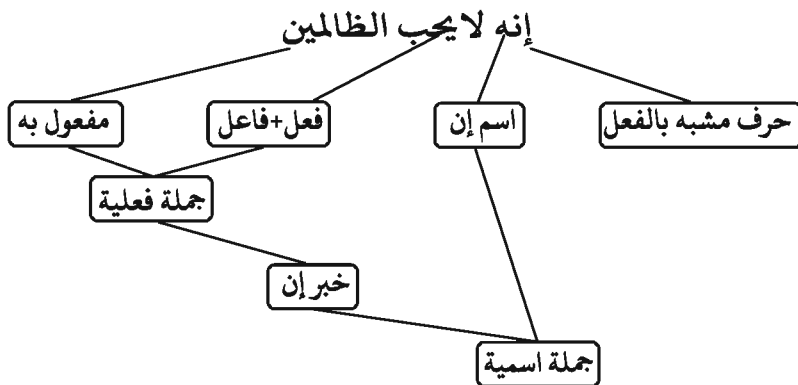 إنه لايحب الظالمين
حرف مشبه بالفعل
اسم إن
فعل+فاعل
مفعول به
جملة فعلية
خبر إن
جملة اسمية